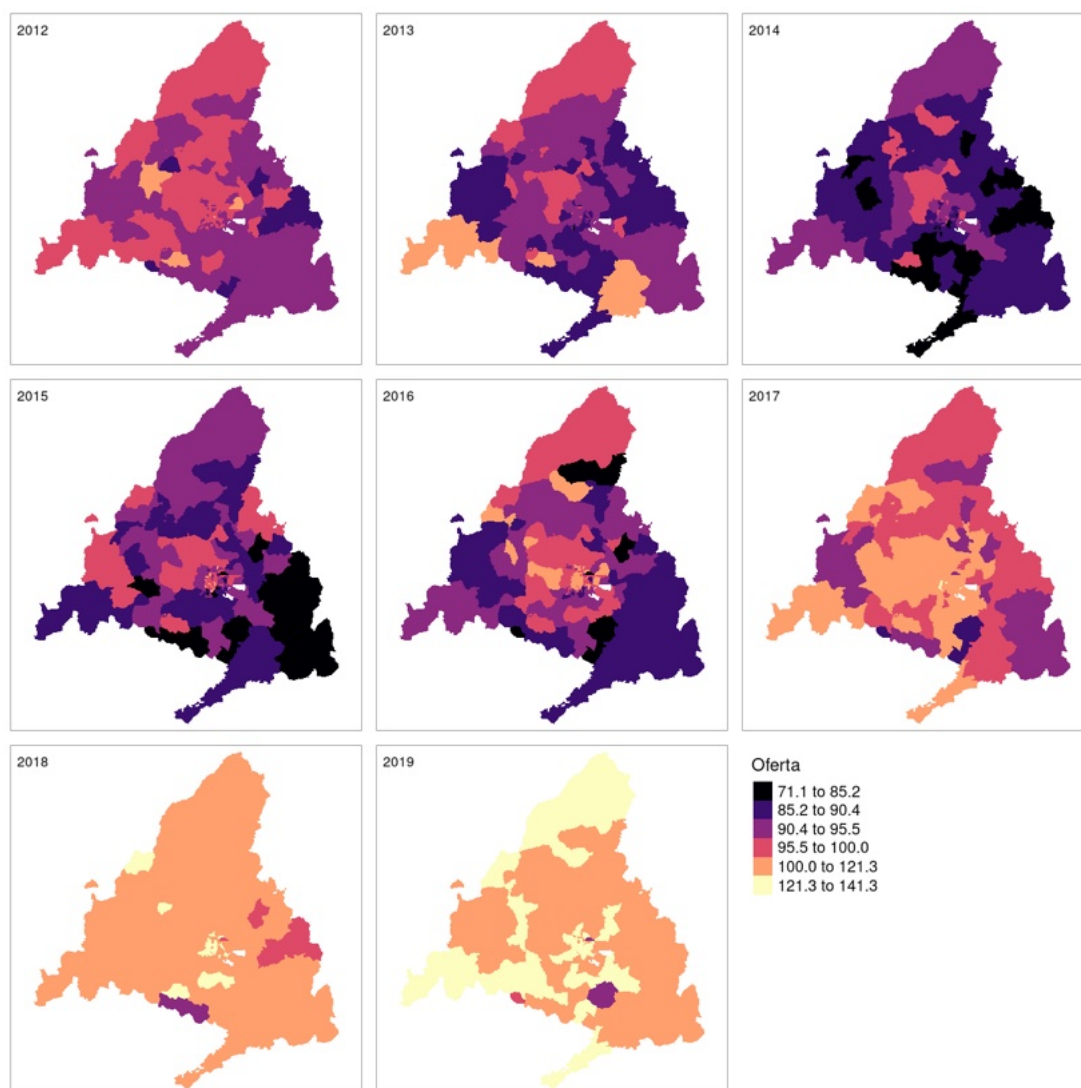 2012
2013
2014
2015
2016
2017
2018
2019
Oferta
71.1 to 85.2
85.2 to 90.4
90.4 to 95.5
95.5 to 100.0
100.0 to 121.3
121.3 to 141.3